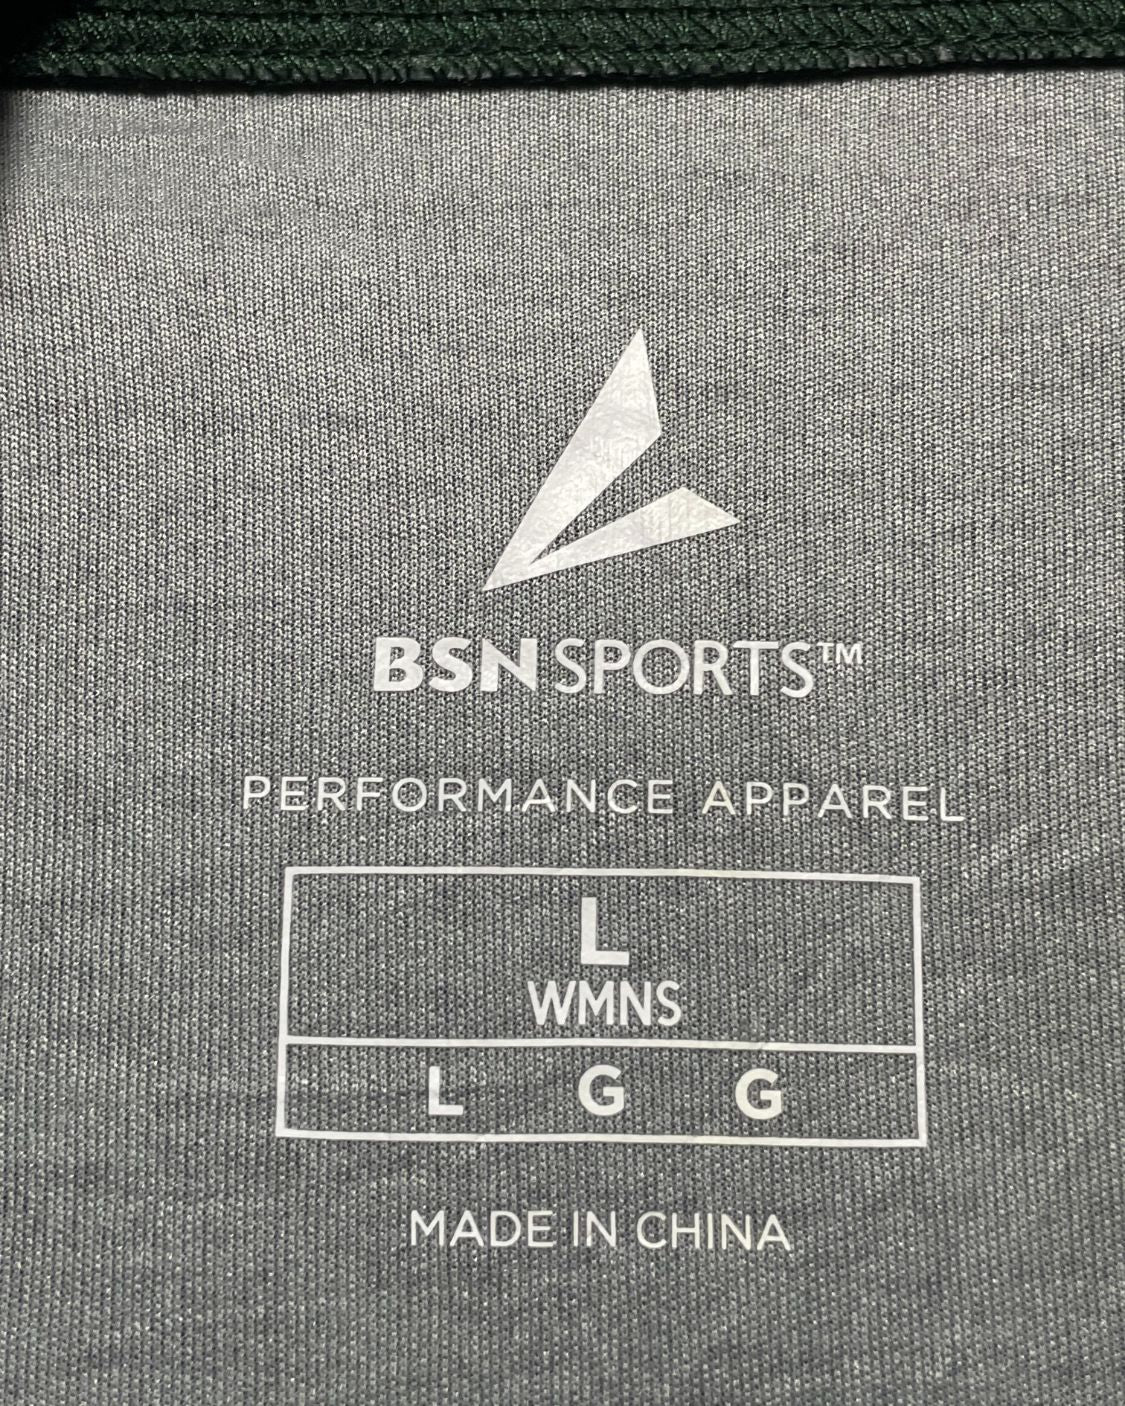 BSN SPORTS™
PERFORMANCE APPAREL
L
WMNS
L G G
MADE IN CHINA